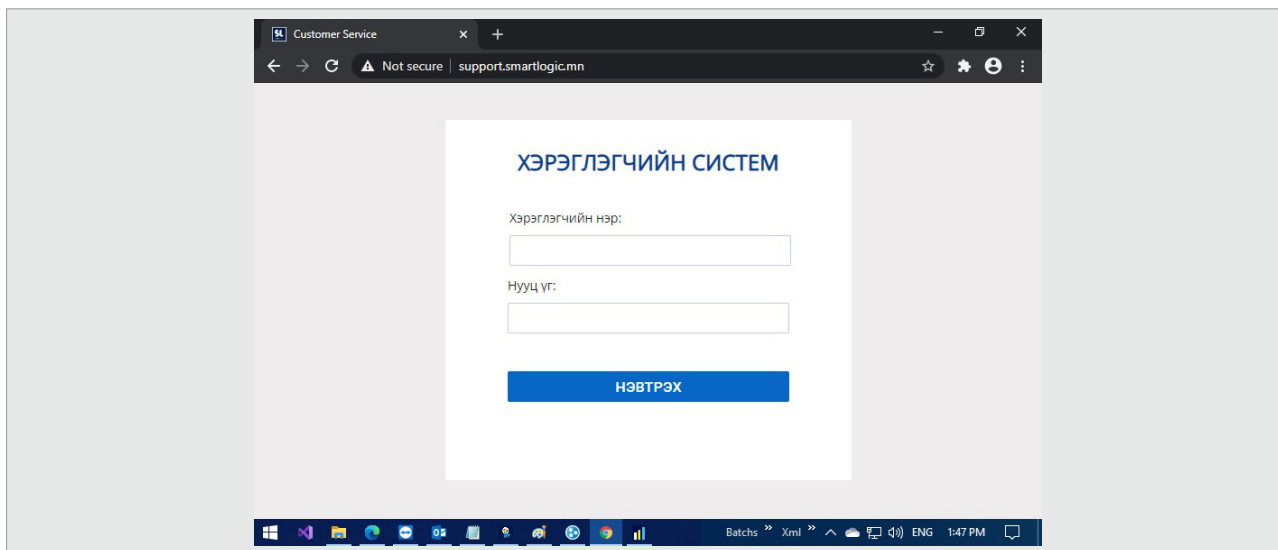 SL Customer Service
Not secure | support.smartlogic.mn
ХЭРЭГЛЭГЧИЙН СИСТЕМ
Хэрэглэгчийн нэр:
Нууц үг:
НЭВТРЭХ
Batchs » Xml » ENG 1:47 PM